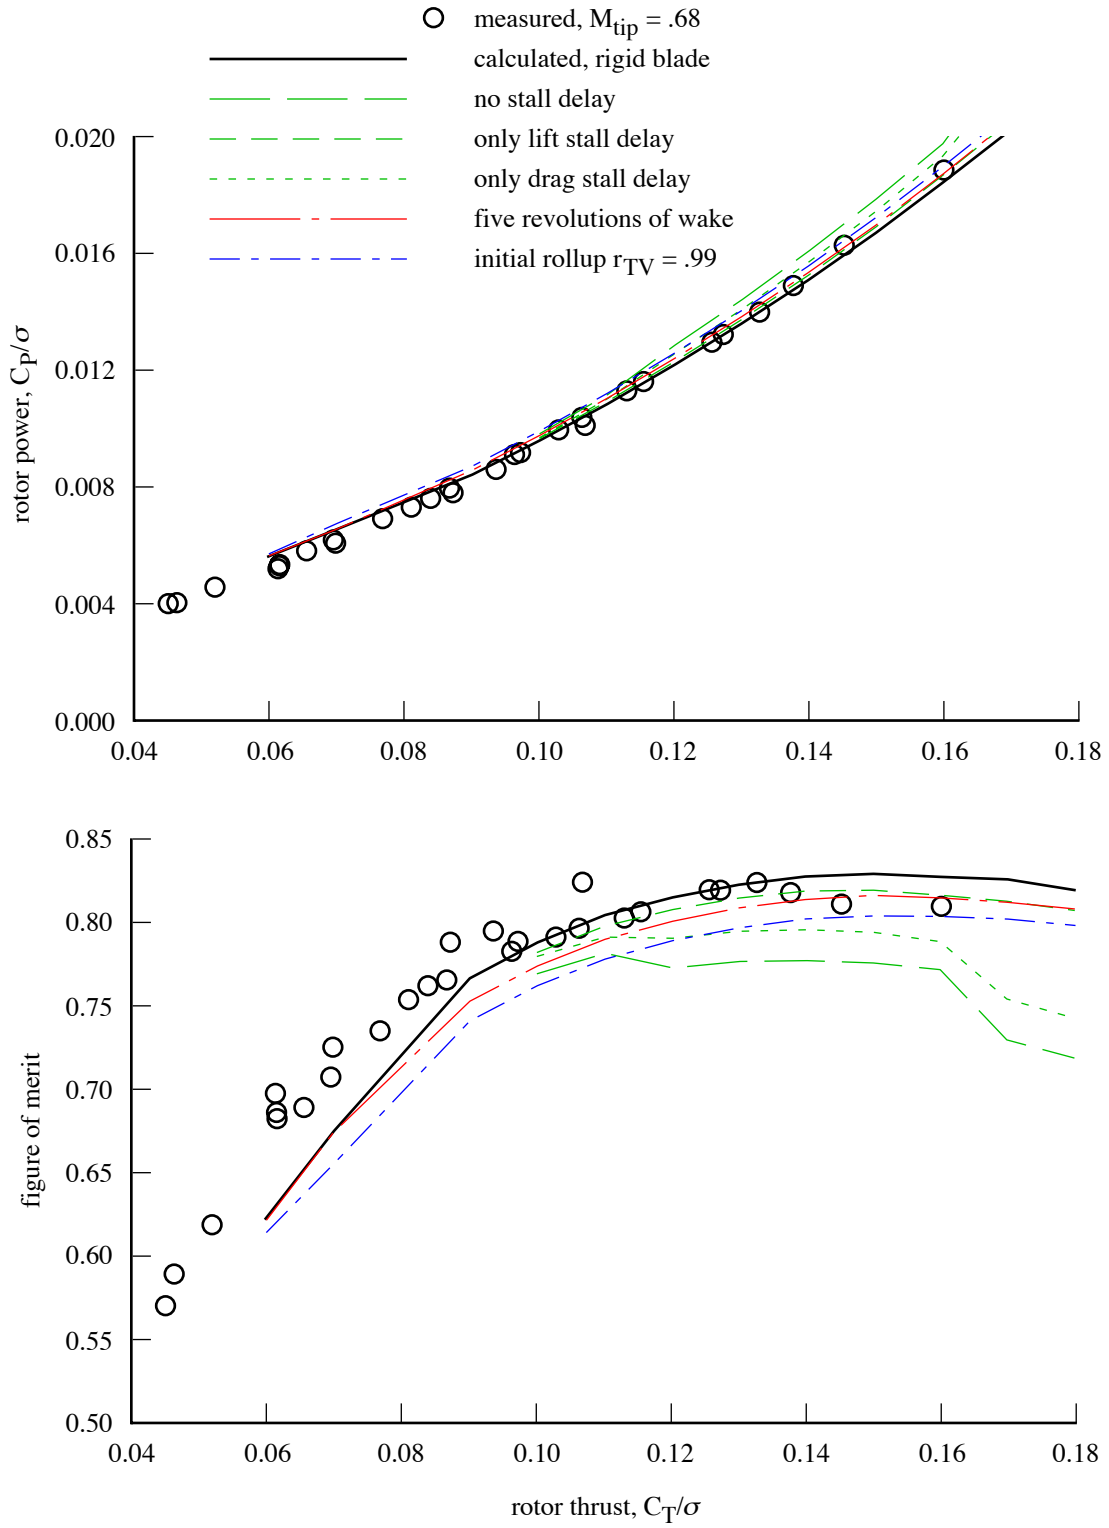 measured, M_tip = .68
calculated, rigid blade
no stall delay
only lift stall delay
only drag stall delay
five revolutions of wake
initial rollup r_TV = .99
0.020
0.016
0.012
0.008
0.004
0.000
rotor power, C_P/σ
0.04 0.06 0.08 0.10 0.12 0.14 0.16 0.18
0.85
0.80
0.75
0.70
0.65
0.60
0.55
0.50
figure of merit
0.04 0.06 0.08 0.10 0.12 0.14 0.16 0.18
rotor thrust, C_T/σ